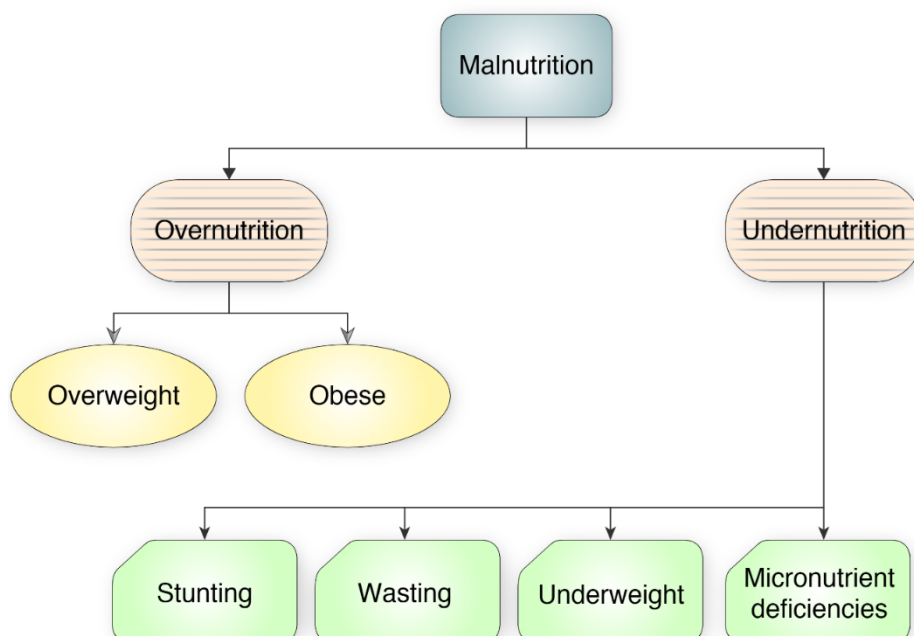 Malnutrition
Overnutrition
Undernutrition
Overweight
Obese
Stunting
Wasting
Underweight
Micronutrient
deficiencies